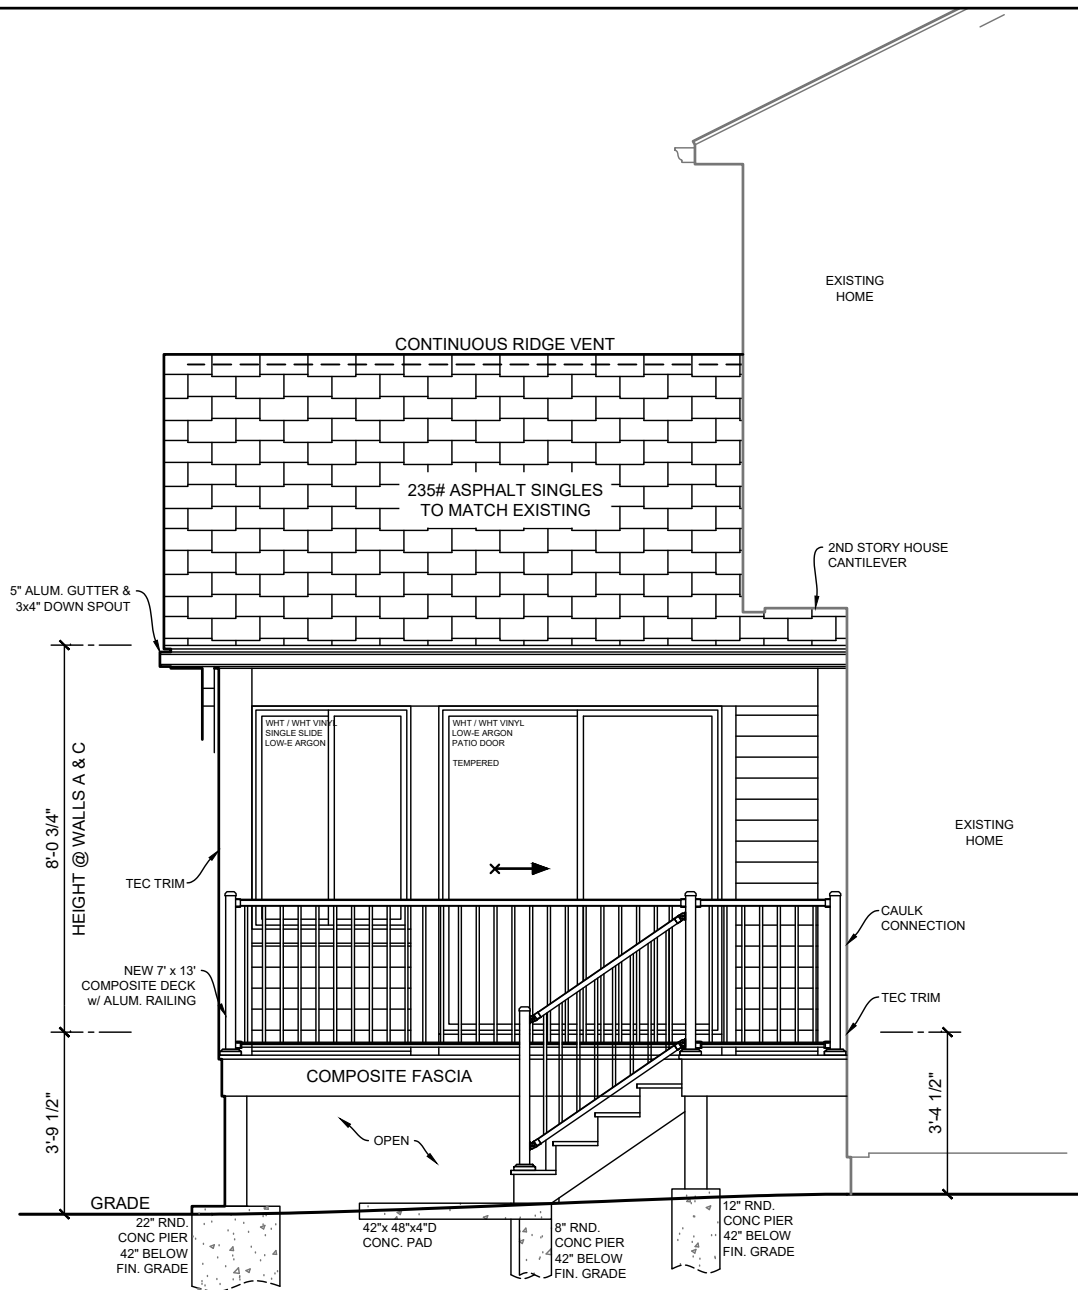 EXISTING
HOME
CONTINUOUS RIDGE VENT
235# ASPHALT SINGLES
TO MATCH EXISTING
2ND STORY HOUSE
CANTILEVER
5" ALUM. GUTTER &
3x4" DOWN SPOUT
WHT / WHT VINYL
SINGLE SLIDE
LOW-E ARGON
WHT / WHT VINYL
LOW-E ARGON
PATIO DOOR
TEMPERED
8'-0 3/4"
HEIGHT @ WALLS A & C
EXISTING
HOME
TEC TRIM
CAULK
CONNECTION
NEW 7' x 13'
COMPOSITE DECK
w/ ALUM. RAILING
TEC TRIM
COMPOSITE FASCIA
3'-9 1/2"
3'-4 1/2"
OPEN
GRADE
22" RND.
CONC PIER
42" BELOW
FIN. GRADE
42"x 48"x4"D
CONC. PAD
8" RND.
CONC PIER
42" BELOW
FIN. GRADE
12" RND.
CONC PIER
42" BELOW
FIN. GRADE